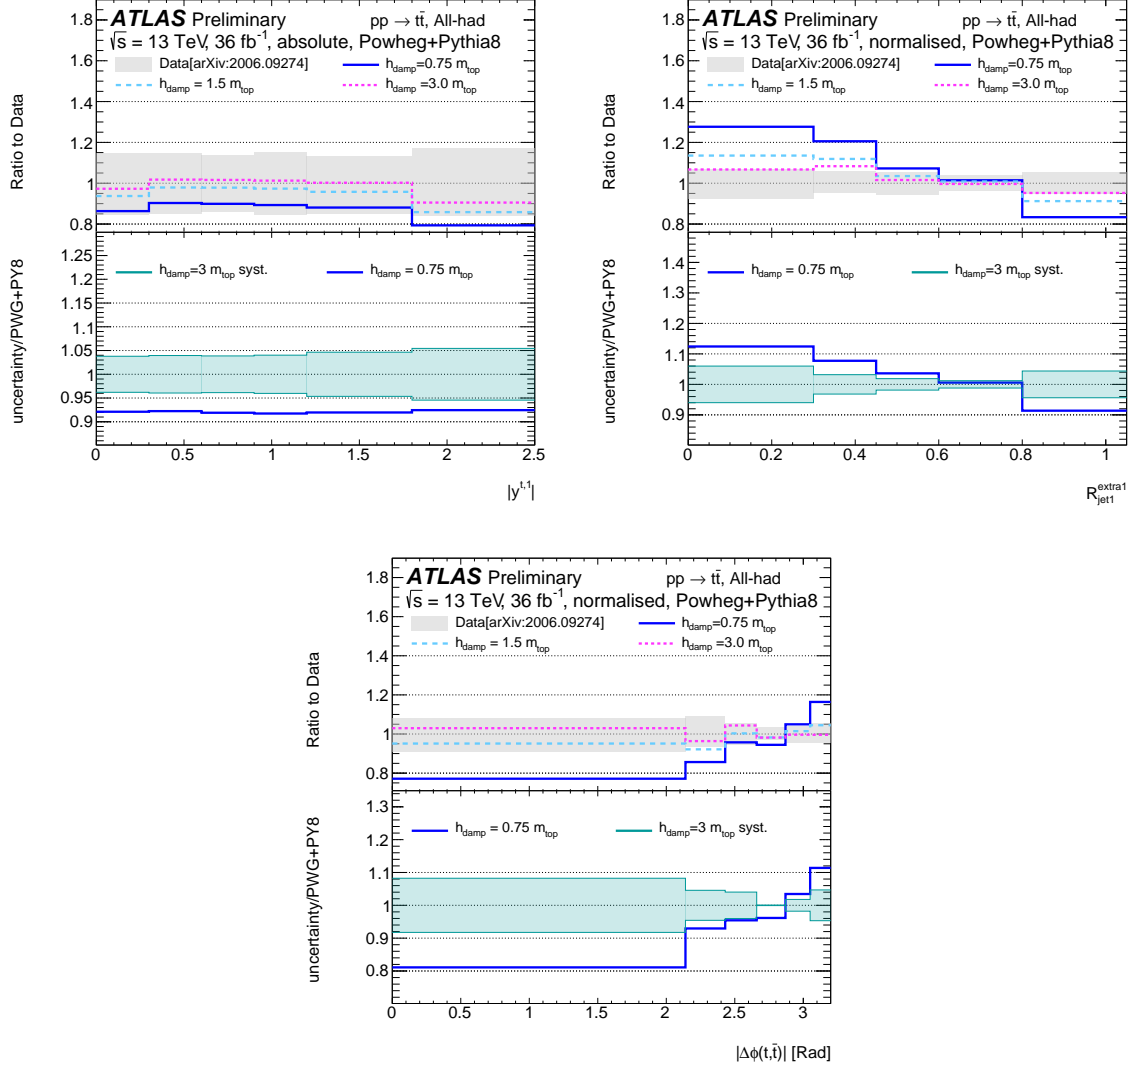 ATLAS Preliminary pp → tt̄, All-had
√s = 13 TeV, 36 fb⁻¹, absolute, Powheg+Pythia8
Data[arXiv:2006.09274] h_damp=0.75 m_top
h_damp = 1.5 m_top h_damp =3.0 m_top
Ratio to Data
1.8
1.6
1.4
1.2
1
0.8
h_damp=3 m_top syst. h_damp = 0.75 m_top
uncertainty/PWG+PY8
1.25
1.2
1.15
1.1
1.05
1
0.95
0.9
0 0.5 1 1.5 2 2.5
|y^{t,1}|
ATLAS Preliminary pp → tt̄, All-had
√s = 13 TeV, 36 fb⁻¹, normalised, Powheg+Pythia8
Data[arXiv:2006.09274] h_damp=0.75 m_top
h_damp = 1.5 m_top h_damp =3.0 m_top
Ratio to Data
1.8
1.6
1.4
1.2
1
0.8
h_damp = 0.75 m_top h_damp=3 m_top syst.
uncertainty/PWG+PY8
1.4
1.3
1.2
1.1
1
0.9
0 0.2 0.4 0.6 0.8 1
R^{extra1}_{jet1}
ATLAS Preliminary pp → tt̄, All-had
√s = 13 TeV, 36 fb⁻¹, normalised, Powheg+Pythia8
Data[arXiv:2006.09274] h_damp=0.75 m_top
h_damp = 1.5 m_top h_damp =3.0 m_top
Ratio to Data
1.8
1.6
1.4
1.2
1
0.8
h_damp = 0.75 m_top h_damp=3 m_top syst.
uncertainty/PWG+PY8
1.3
1.2
1.1
1
0.9
0.8
0 0.5 1 1.5 2 2.5 3
|Δϕ(t,t̄)| [Rad]